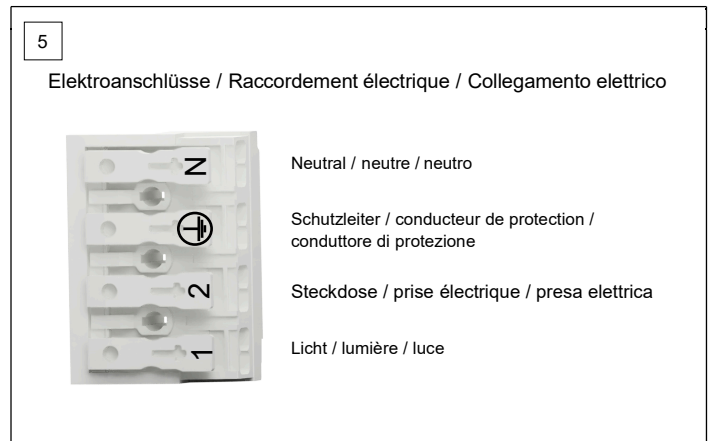 5
Elektroanschlüsse / Raccordement électrique / Collegamento elettrico
N
Neutral / neutre / neutro
Schutzleiter / conducteur de protection /
conduttore di protezione
2
Steckdose / prise électrique / presa elettrica
1
Licht / lumière / luce